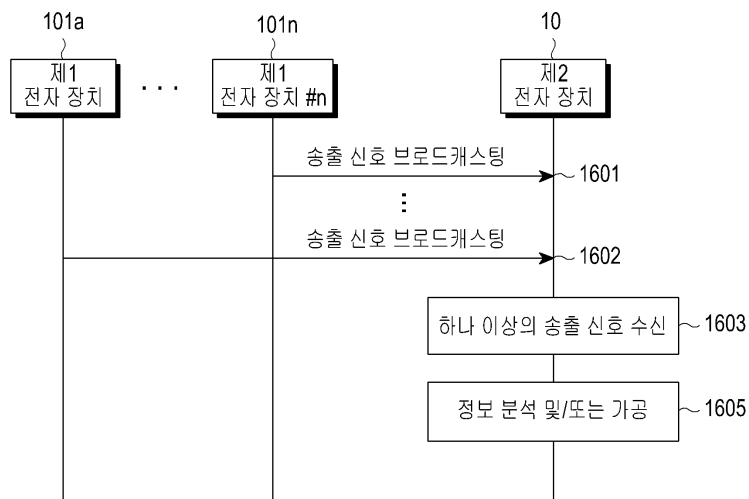 101a
101n
10
제1
전자 장치
. . .
제1
전자 장치 #n
제2
전자 장치
송출 신호 브로드캐스팅
1601
송출 신호 브로드캐스팅
1602
하나 이상의 송출 신호 수신
1603
정보 분석 및/또는 가공
1605